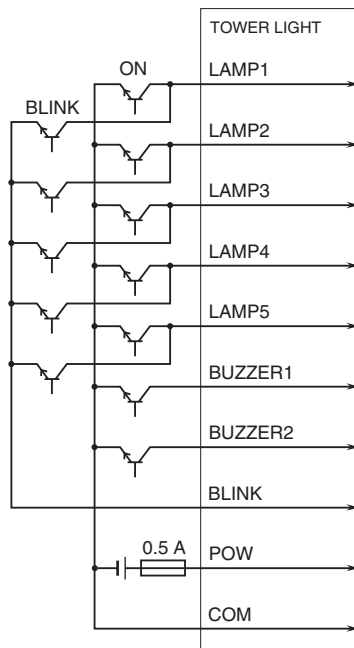 TOWER LIGHT
ON
LAMP1
BLINK
LAMP2
LAMP3
LAMP4
LAMP5
BUZZER1
BUZZER2
BLINK
0.5 A
POW
COM